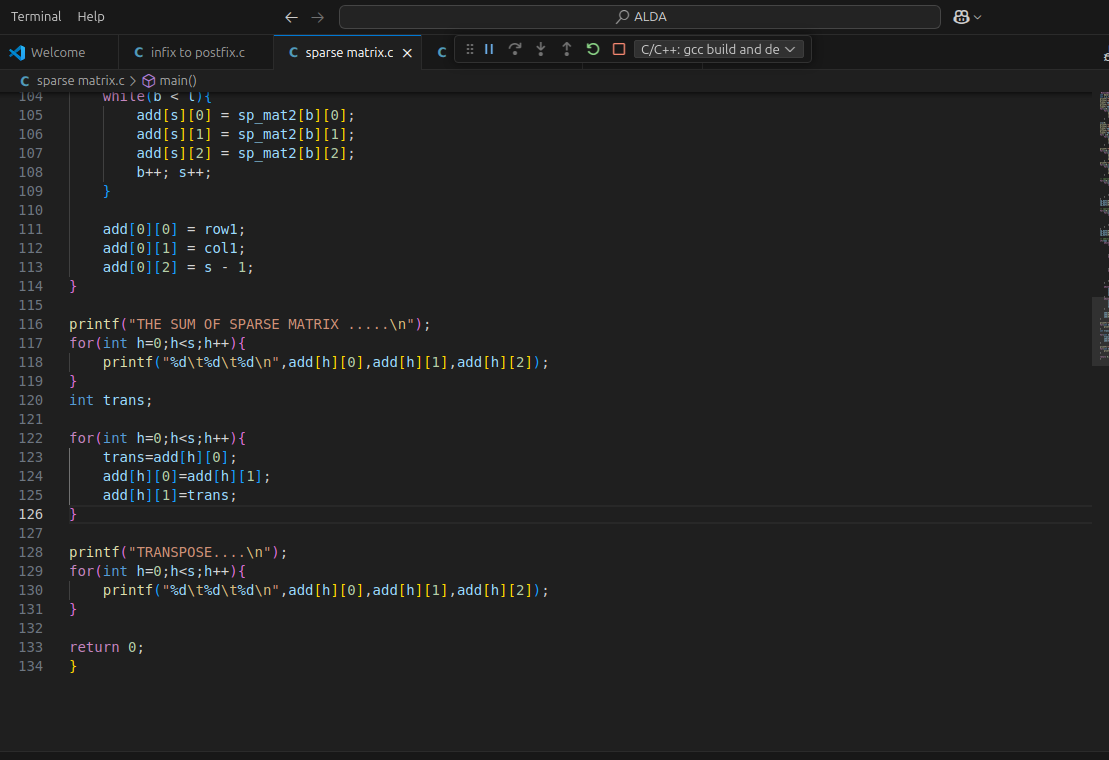 Terminal Help
ALDA
Welcome
C infix to postfix.c
C sparse matrix.c
C
C/C++: gcc build and de
C sparse matrix.c > main()
104 while(b < l){
105 add[s][0] = sp_mat2[b][0];
106 add[s][1] = sp_mat2[b][1];
107 add[s][2] = sp_mat2[b][2];
108 b++; s++;
109 }
110
111 add[0][0] = row1;
112 add[0][1] = col1;
113 add[0][2] = s - 1;
114 }
115
116 printf("THE SUM OF SPARSE MATRIX .....\n");
117 for(int h=0;h<s;h++){
118 printf("%d\t%d\t%d\n",add[h][0],add[h][1],add[h][2]);
119 }
120 int trans;
121
122 for(int h=0;h<s;h++){
123 trans=add[h][0];
124 add[h][0]=add[h][1];
125 add[h][1]=trans;
126 }
127
128 printf("TRANSPOSE....\n");
129 for(int h=0;h<s;h++){
130 printf("%d\t%d\t%d\n",add[h][0],add[h][1],add[h][2]);
131 }
132
133 return 0;
134 }